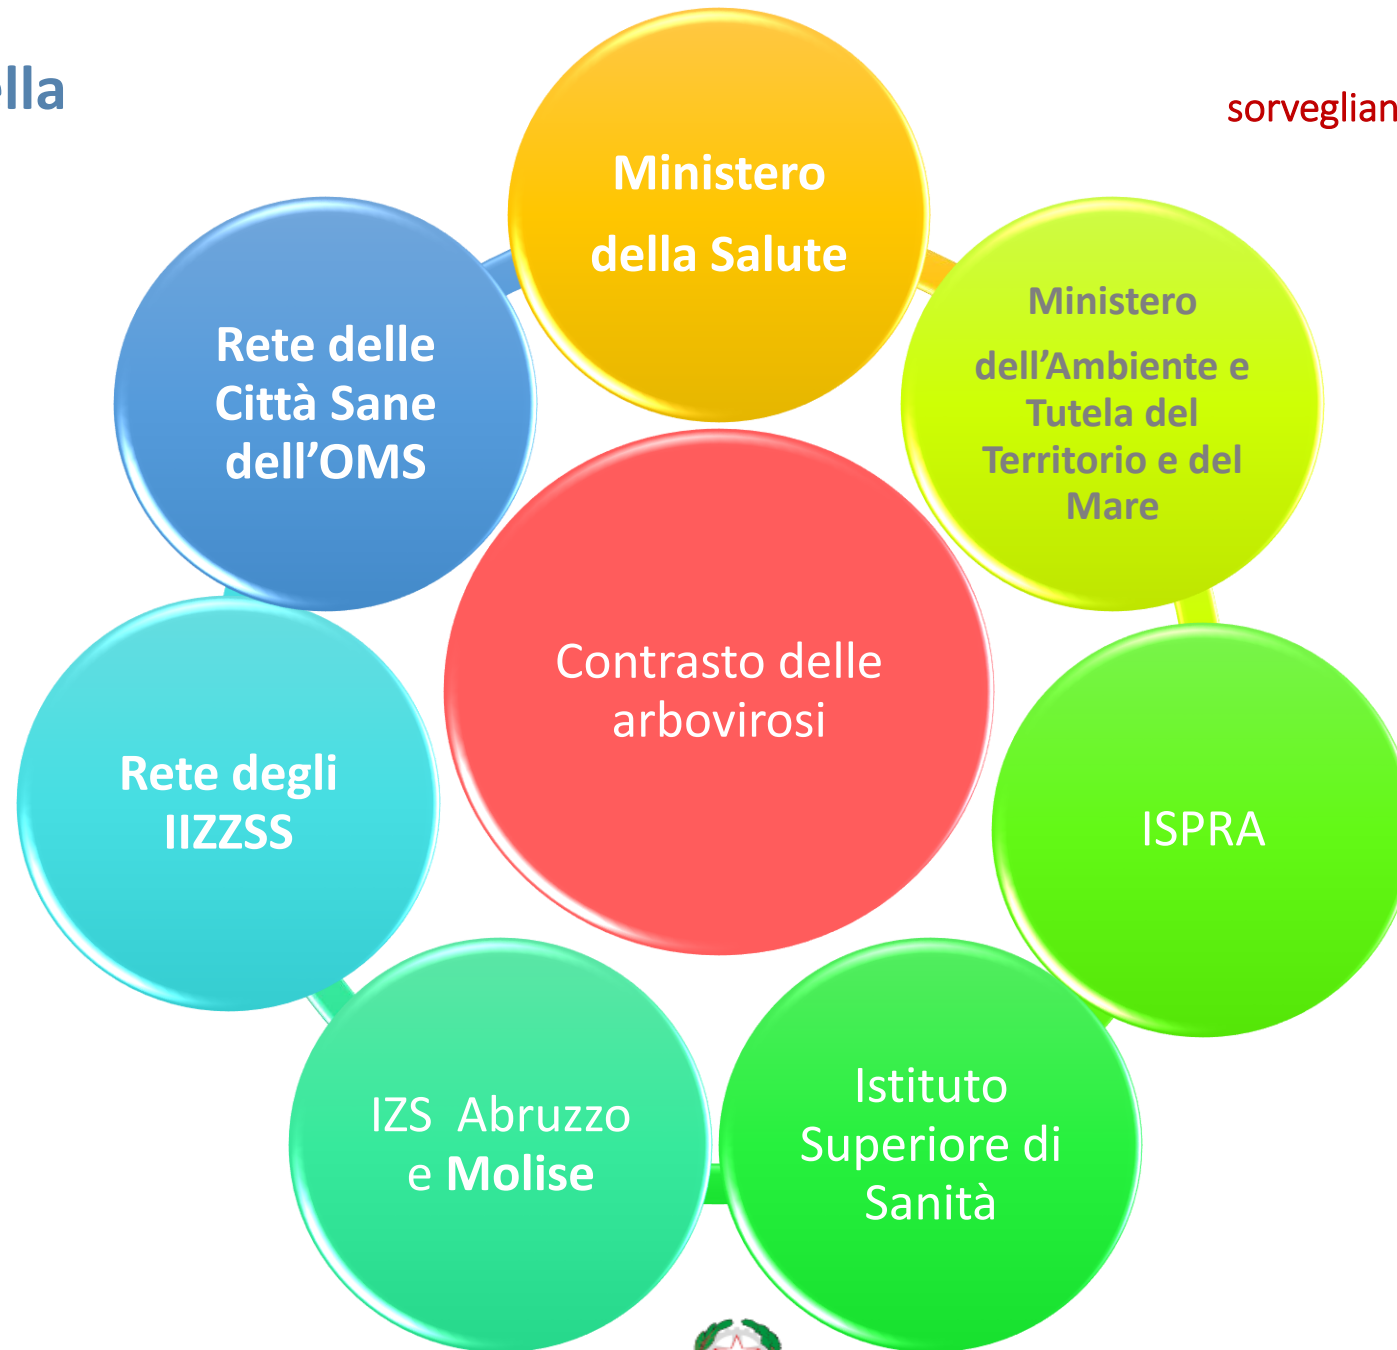 ella
sorveglian
Ministero
della Salute
Ministero
dell’Ambiente e
Tutela del
Territorio e del
Mare
ISPRA
Istituto
Superiore di
Sanità
IZS  Abruzzo
e Molise
Rete degli
IIZZSS
Rete delle
Città Sane
dell’OMS
Contrasto delle
arbovirosi